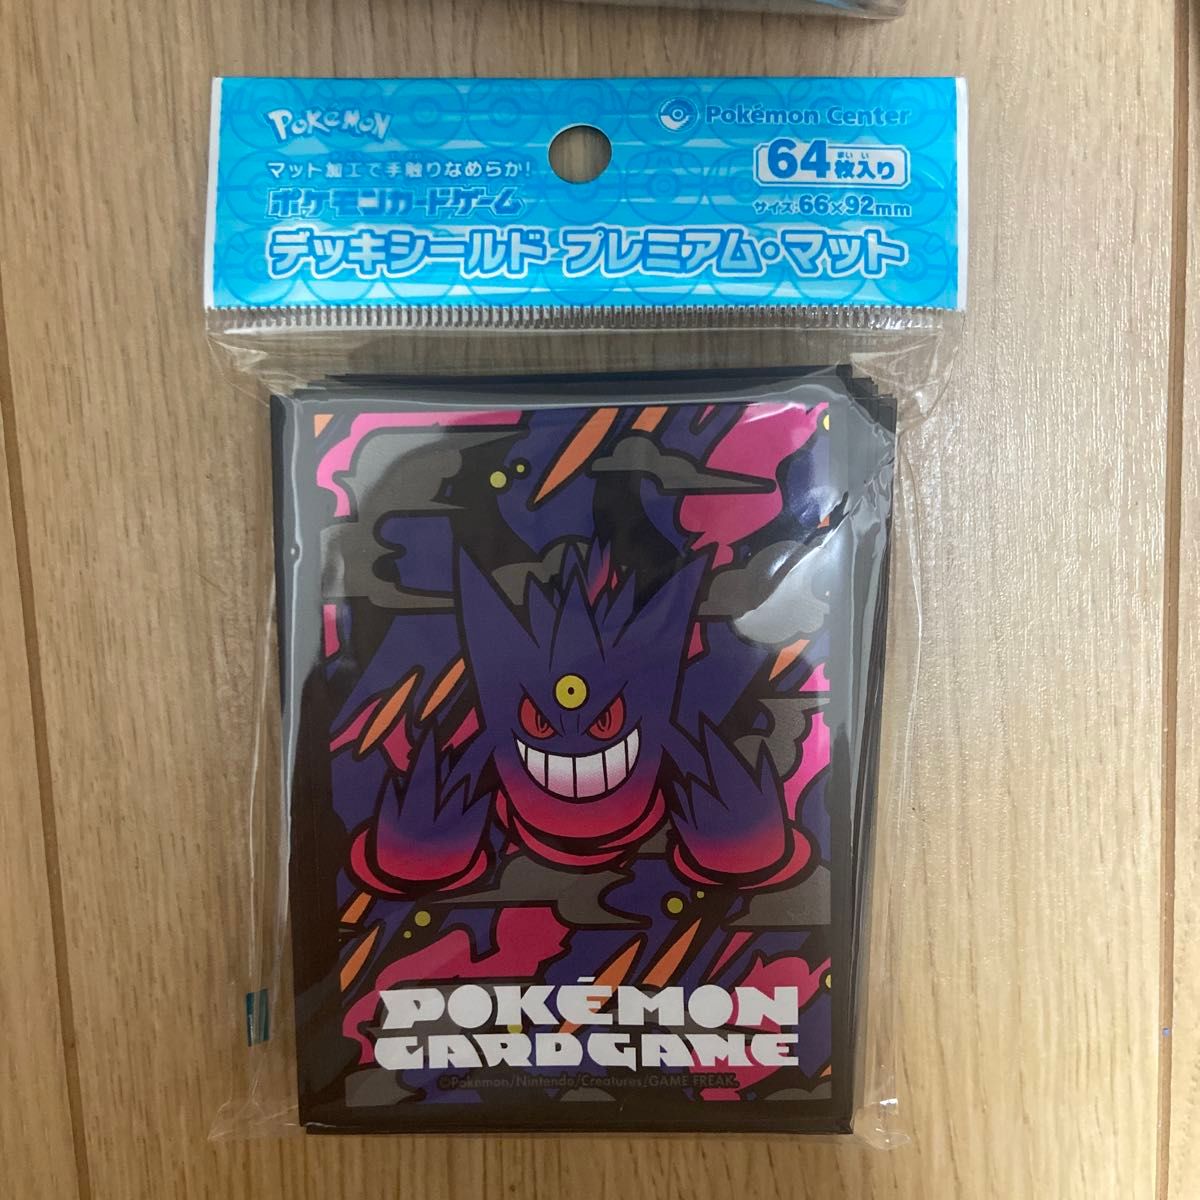 POKéMON
Pokémon Center
マット加工で手触りなめらか!
64枚入り
まい い
ポケモンカードゲーム
サイズ:66×92mm
デッキシールド プレミアム・マット
POKÉMON
CARD GAME
©Pokémon/Nintendo/Creatures/GAME FREAK